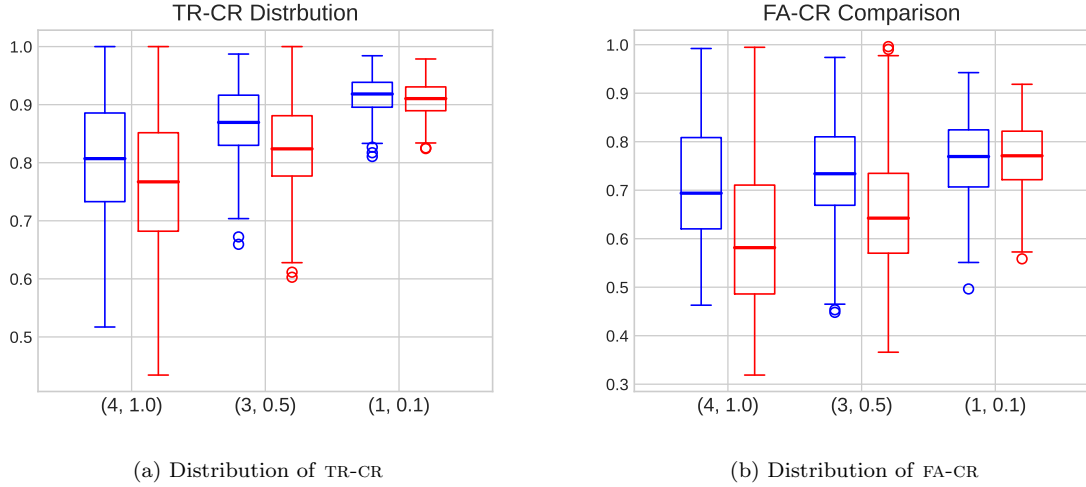 TR-CR Distrbution
1.0
0.9
0.8
0.7
0.6
0.5
(4, 1.0) (3, 0.5) (1, 0.1)
(a) Distribution of TR-CR
FA-CR Comparison
1.0
0.9
0.8
0.7
0.6
0.5
0.4
0.3
(4, 1.0) (3, 0.5) (1, 0.1)
(b) Distribution of FA-CR